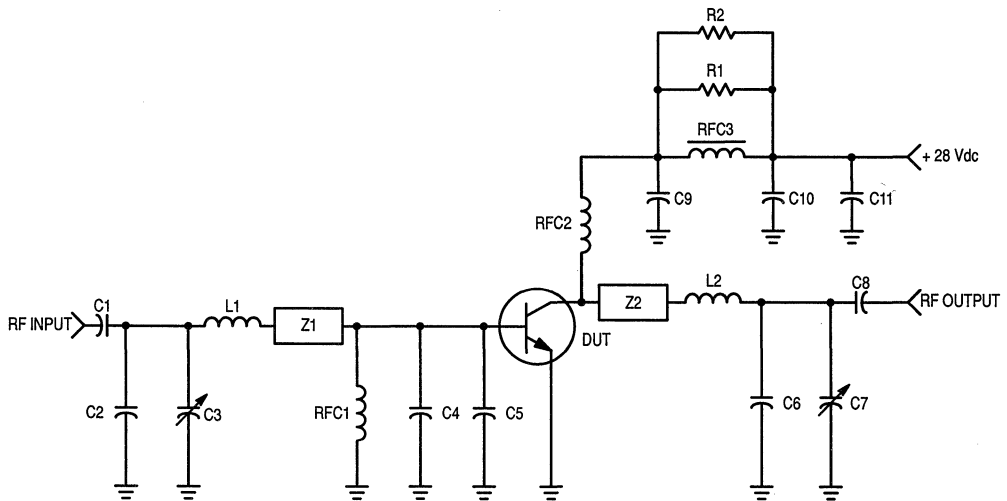 R2
R1
RFC3
+ 28 Vdc
C9
C10
C11
RFC2
C1
L1
Z1
RF INPUT
Z2
L2
C8
RF OUTPUT
DUT
C2
C3
RFC1
C4
C5
C6
C7